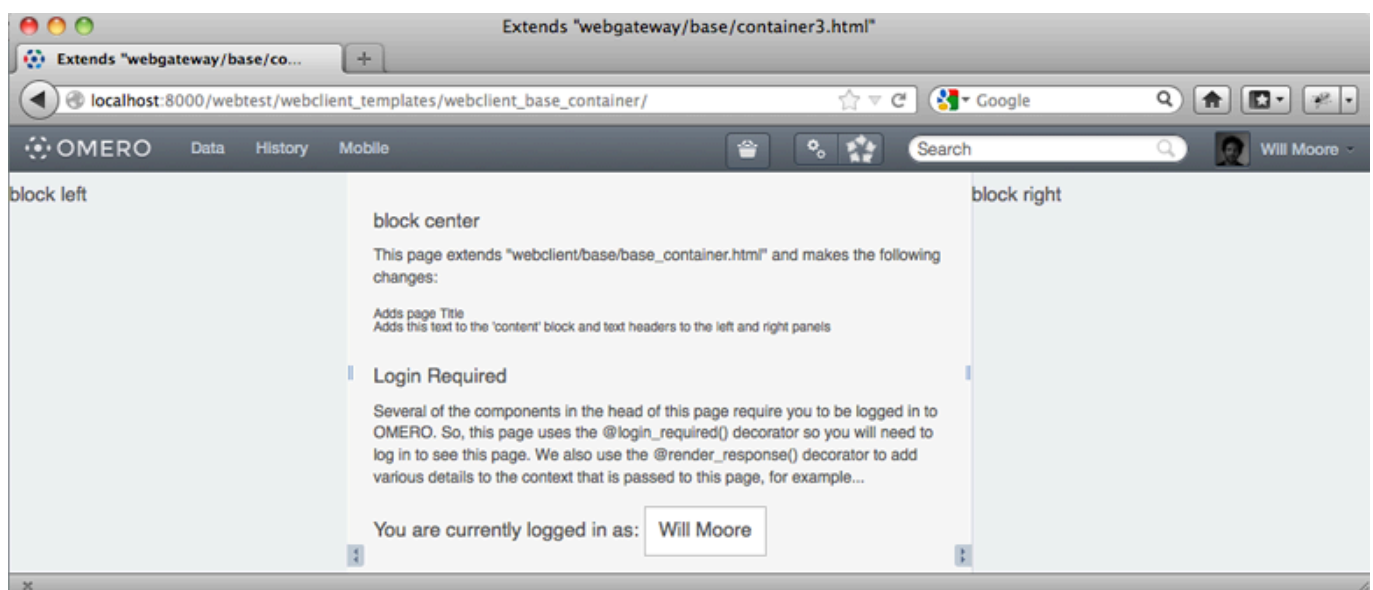 Extends "webgateway/base/container3.html"
Extends "webgateway/base/co...
localhost:8000/webtest/webclient_templates/webclient_base_container/
Google
OMERO
Data
History
Mobile
Search
Will Moore
block left
block center
This page extends "webclient/base/base_container.html" and makes the following
changes:
Adds page Title
Adds this text to the 'content' block and text headers to the left and right panels
Login Required
Several of the components in the head of this page require you to be logged in to
OMERO. So, this page uses the @login_required() decorator so you will need to
log in to see this page. We also use the @render_response() decorator to add
various details to the context that is passed to this page, for example...
You are currently logged in as: Will Moore
block right